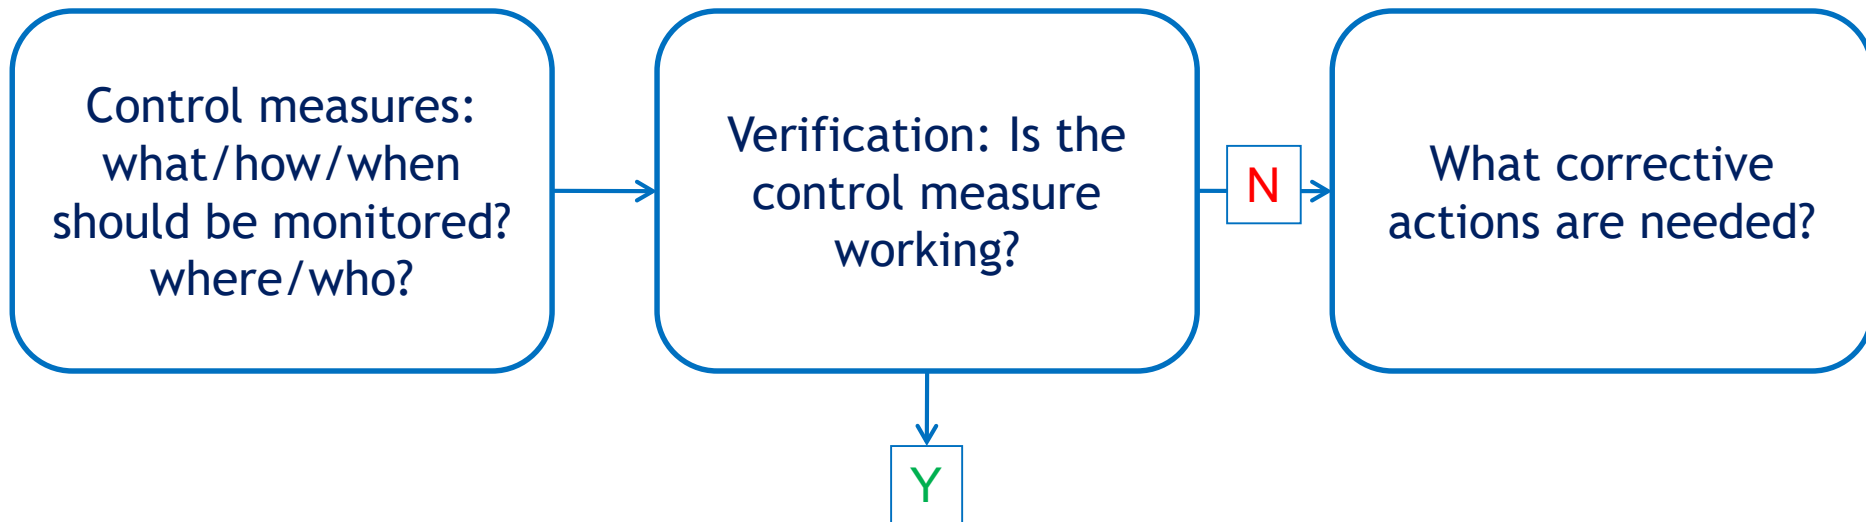 Control measures:
what/how/when
should be monitored?
where/who?
Verification: Is the
control measure
working?
N
What corrective
actions are needed?
Y